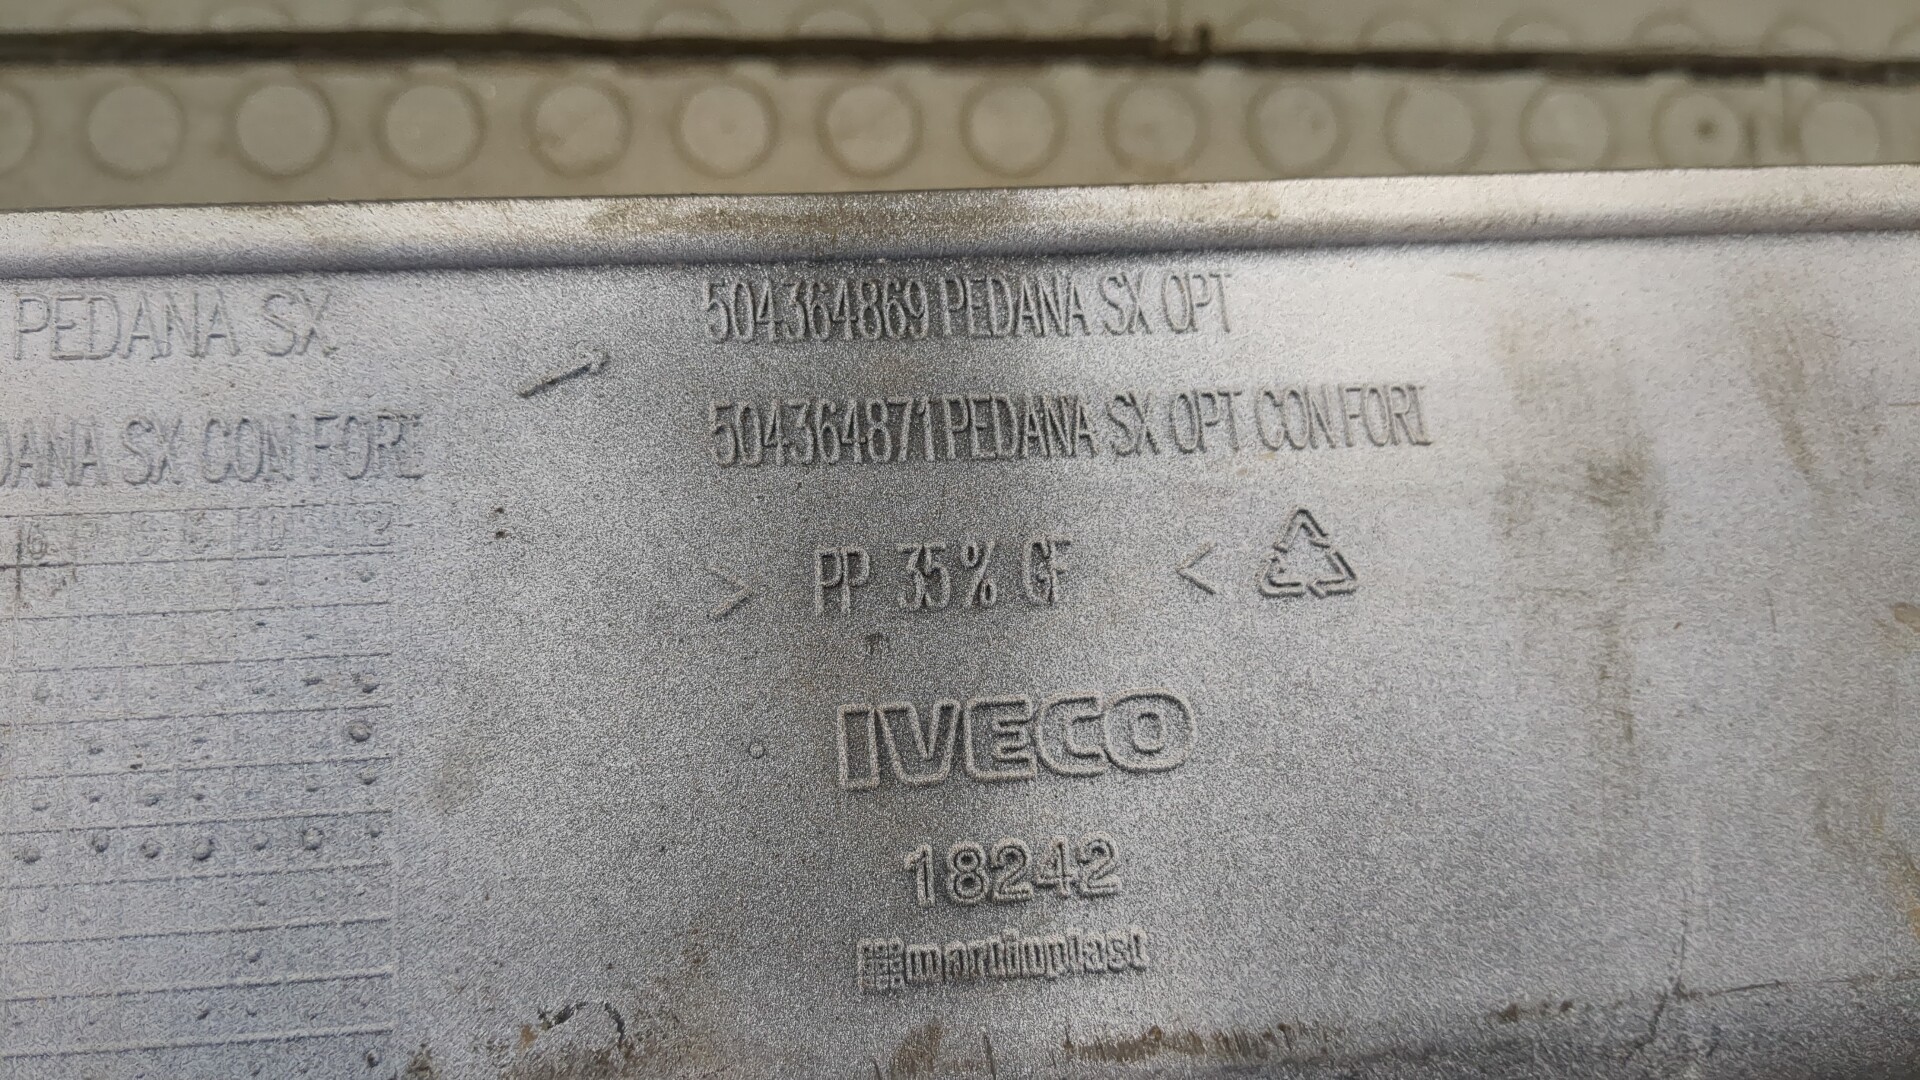 PEDANA SX
504364869 PEDANA SX OPT
DANA SX CON FORI
504364871 PEDANA SX OPT CON FORI
> PP 35% GF <
IVECO
18242
martinplast